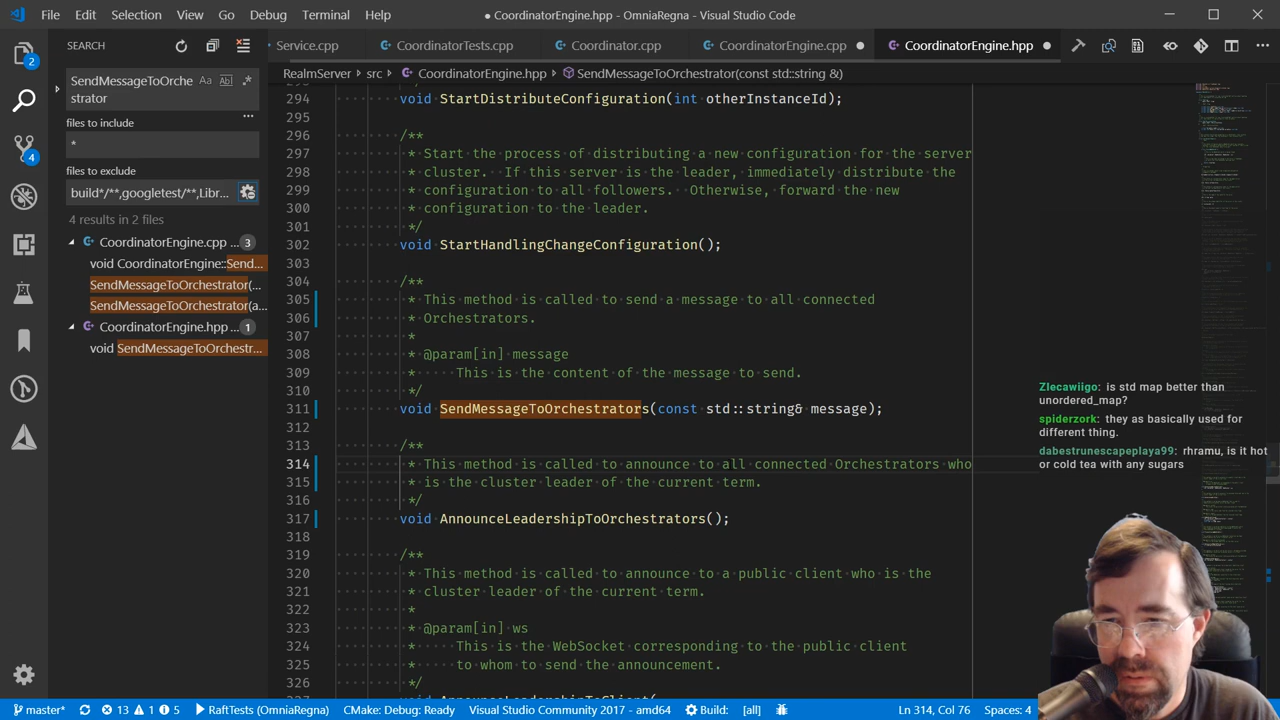 File Edit Selection View Go Debug Terminal Help
● CoordinatorEngine.hpp - OmniaRegna - Visual Studio Code
SEARCH
Service.cpp CoordinatorTests.cpp Coordinator.cpp CoordinatorEngine.cpp CoordinatorEngine.hpp
SendMessageToOrche
strator
files to include
*
files to exclude
build*/**,googletest/**,Libr...
4 results in 2 files
CoordinatorEngine.cpp ... 3
void CoordinatorEngine::Send...
SendMessageToOrchestrator(...
SendMessageToOrchestrator(a...
CoordinatorEngine.hpp ... 1
void SendMessageToOrchestr...
RealmServer > src > CoordinatorEngine.hpp > SendMessageToOrchestrator(const std::string &)
294 void StartDistributeConfiguration(int otherInstanceId);
295
296 /**
297 * Start the process of distributing a new configuration for the server
298 * cluster. If this server is the leader, immediately distribute the
299 * configuration to all followers. Otherwise, forward the new
300 * configuration to the leader.
301 */
302 void StartHandlingChangeConfiguration();
303
304 /**
305 * This method is called to send a message to all connected
306 * Orchestrators.
307 *
308 * @param[in] message
309 * This is the content of the message to send.
310 */
311 void SendMessageToOrchestrators(const std::string& message);
312
313 /**
314 * This method is called to announce to all connected Orchestrators who
315 * is the cluster leader of the current term.
316 */
317 void AnnounceLeadershipToOrchestrators();
318
319 /**
320 * This method is called to announce to a public client who is the
321 * cluster leader of the current term.
322 *
323 * @param[in] ws
324 * This is the WebSocket corresponding to the public client
325 * to whom to send the announcement.
326 */
Zlecawiigo: is std map better than
unordered_map?
spiderzork: they as basically used for
different thing.
dabestrunescapeplaya99: rhramu, is it hot
or cold tea with any sugars
master* 13 1 5 RaftTests (OmniaRegna) CMake: Debug: Ready Visual Studio Community 2017 - amd64 Build: [all] Ln 314, Col 76 Spaces: 4
2
4